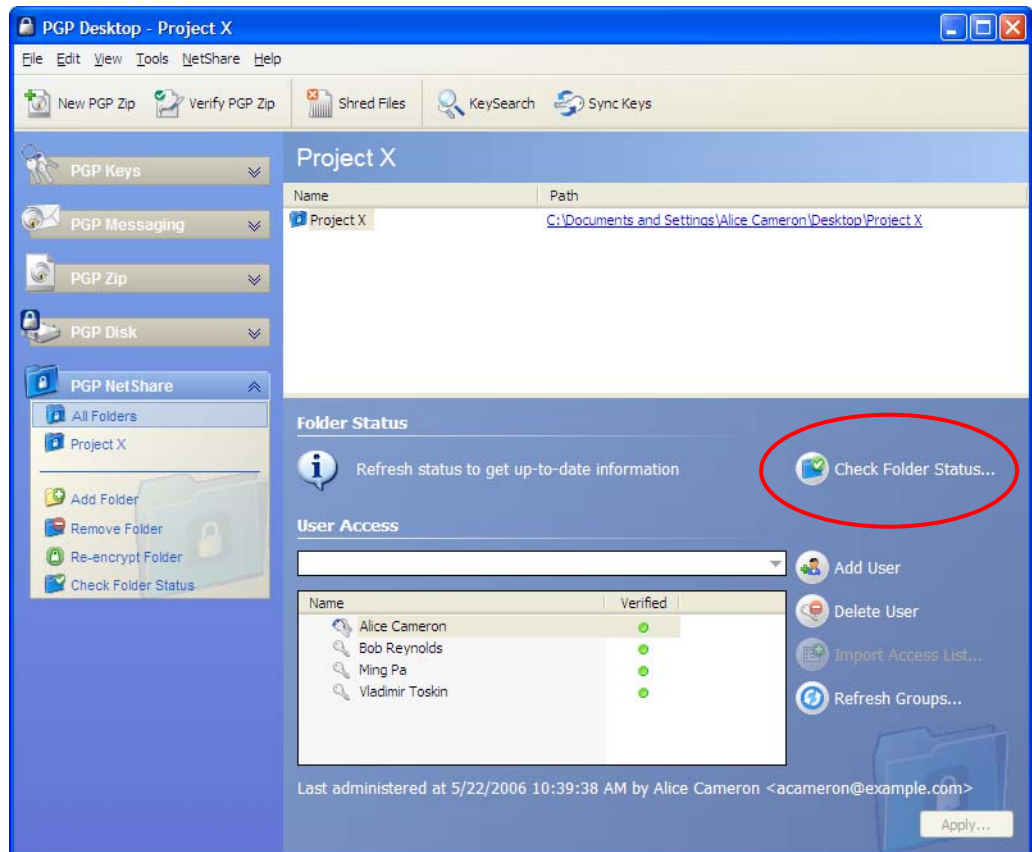 PGP Desktop - Project X
File Edit View Tools NetShare Help
New PGP Zip Verify PGP Zip Shred Files KeySearch Sync Keys
PGP Keys
PGP Messaging
PGP Zip
PGP Disk
PGP NetShare
All Folders
Project X
Add Folder
Remove Folder
Re-encrypt Folder
Check Folder Status
Project X
Name Path
Project X C:\Documents and Settings\Alice Cameron\Desktop\Project X
Folder Status
Refresh status to get up-to-date information
Check Folder Status...
User Access
Add User
Delete User
Import Access List...
Refresh Groups...
Name Verified
Alice Cameron
Bob Reynolds
Ming Pa
Vladimir Toskin
Last administered at 5/22/2006 10:39:38 AM by Alice Cameron <acameron@example.com>
Apply...